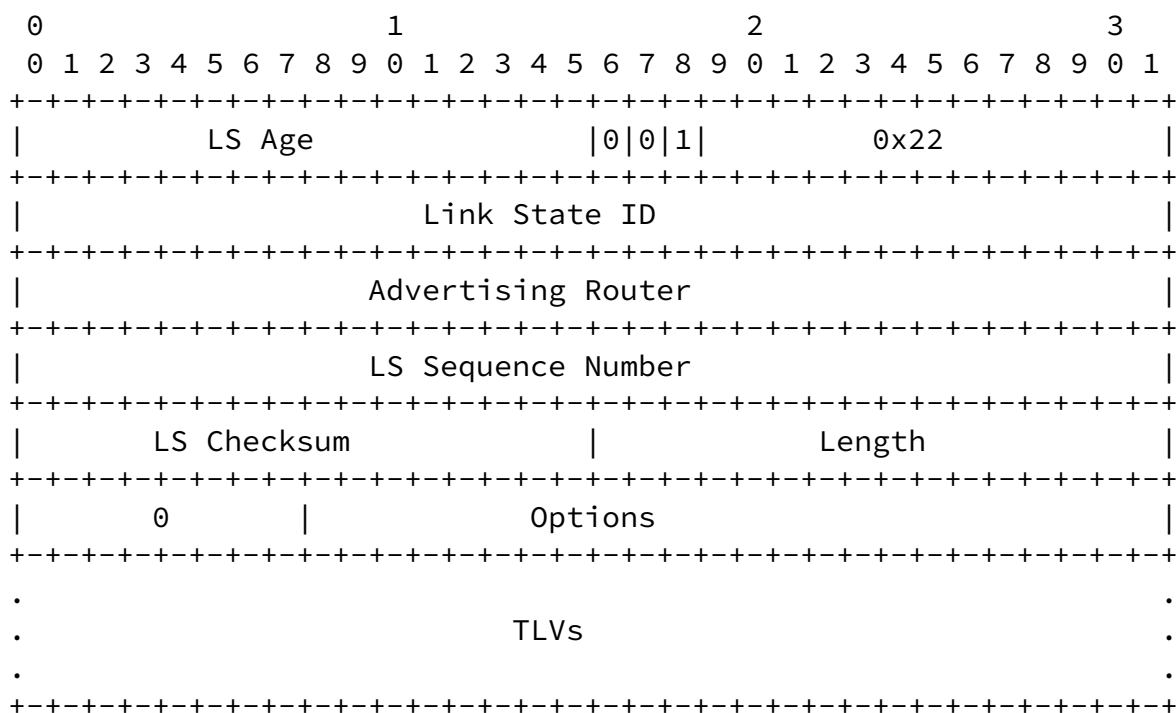 0                   1                   2                   3
 0 1 2 3 4 5 6 7 8 9 0 1 2 3 4 5 6 7 8 9 0 1 2 3 4 5 6 7 8 9 0 1
+-+-+-+-+-+-+-+-+-+-+-+-+-+-+-+-+-+-+-+-+-+-+-+-+-+-+-+-+-+-+-+-+
|          LS Age               |0|0|1|         0x22            |
+-+-+-+-+-+-+-+-+-+-+-+-+-+-+-+-+-+-+-+-+-+-+-+-+-+-+-+-+-+-+-+-+
|                      Link State ID                            |
+-+-+-+-+-+-+-+-+-+-+-+-+-+-+-+-+-+-+-+-+-+-+-+-+-+-+-+-+-+-+-+-+
|                   Advertising Router                          |
+-+-+-+-+-+-+-+-+-+-+-+-+-+-+-+-+-+-+-+-+-+-+-+-+-+-+-+-+-+-+-+-+
|                   LS Sequence Number                          |
+-+-+-+-+-+-+-+-+-+-+-+-+-+-+-+-+-+-+-+-+-+-+-+-+-+-+-+-+-+-+-+-+
|       LS Checksum             |            Length             |
+-+-+-+-+-+-+-+-+-+-+-+-+-+-+-+-+-+-+-+-+-+-+-+-+-+-+-+-+-+-+-+-+
|       0       |            Options                            |
+-+-+-+-+-+-+-+-+-+-+-+-+-+-+-+-+-+-+-+-+-+-+-+-+-+-+-+-+-+-+-+-+
.                                                               .
.                           TLVs                                .
.                                                               .
+-+-+-+-+-+-+-+-+-+-+-+-+-+-+-+-+-+-+-+-+-+-+-+-+-+-+-+-+-+-+-+-+